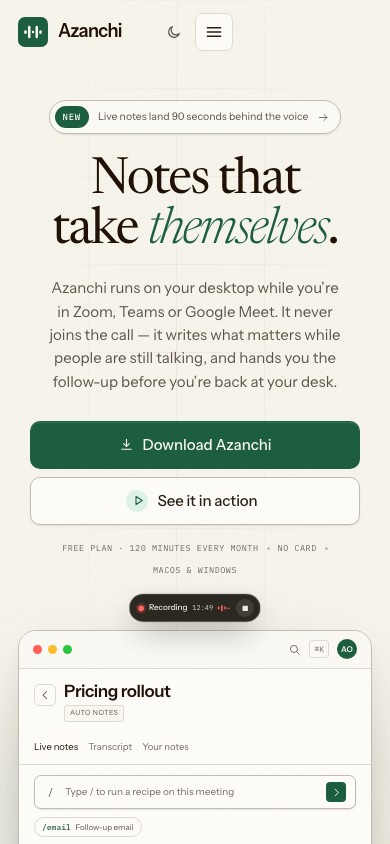 Azanchi
NEW Live notes land 90 seconds behind the voice →
Notes that
take themselves.
Azanchi runs on your desktop while you're
in Zoom, Teams or Google Meet. It never
joins the call — it writes what matters while
people are still talking, and hands you the
follow-up before you're back at your desk.
Download Azanchi
See it in action
FREE PLAN · 120 MINUTES EVERY MONTH • NO CARD •
MACOS & WINDOWS
Recording 12:49
⌘K AO
Pricing rollout
AUTO NOTES
Live notes Transcript Your notes
/ Type / to run a recipe on this meeting
/email Follow-up email